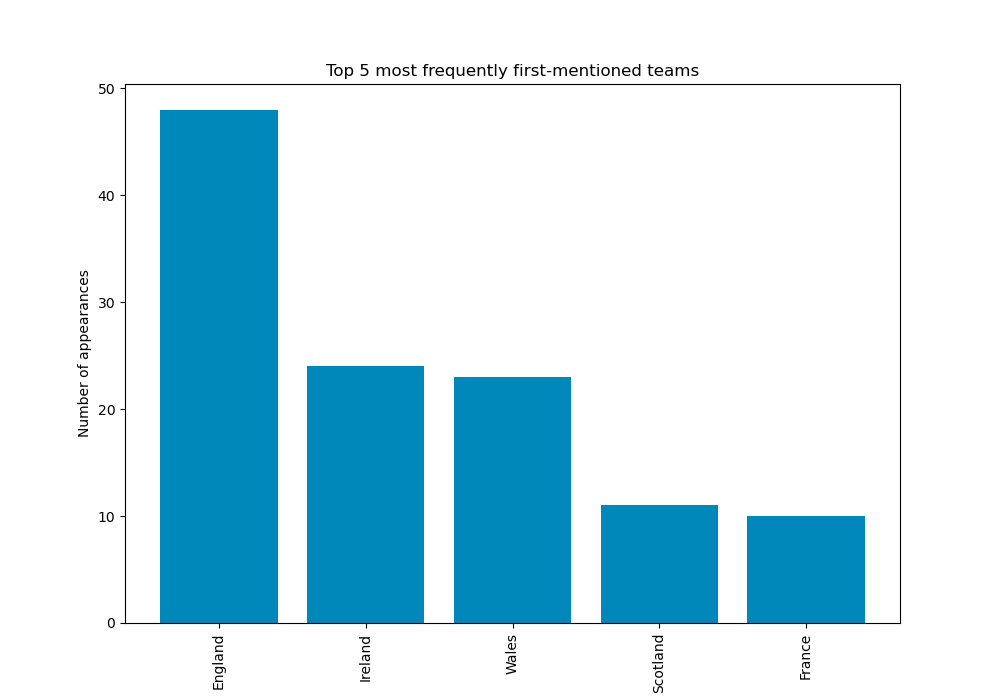 Top 5 most frequently first-mentioned teams
50
40
30
20
10
0
Number of appearances
England
Ireland
Wales
Scotland
France